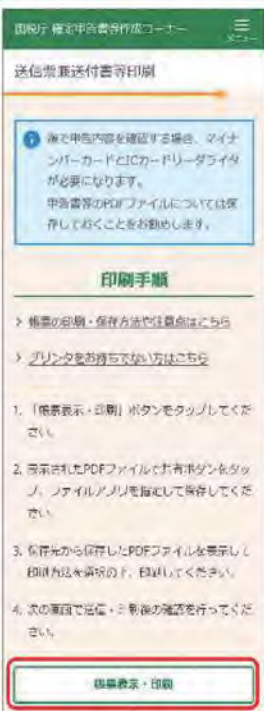 国税庁 確定申告書等作成コーナー
メニュー
送信票兼送付書等印刷
後で申告内容を確認する場合、マイナ
ンバーカードとICカードリーダライタ
が必要になります。
申告書等のPDFファイルについては保
存しておくことをお勧めします。
印刷手順
> 帳票の印刷・保存方法や注意点はこちら
> プリンタをお持ちでない方はこちら
1. 「帳票表示・印刷」ボタンをタップしてくだ
さい。
2. 表示されたPDFファイルで共有ボタンをタッ
プ、ファイルアプリを指定して保存してくだ
さい。
3. 保存先から保存したPDFファイルを表示して
印刷方法を選択の上、印刷してください。
4. 次の画面で送信・印刷後の確認を行ってくだ
さい。
帳票表示・印刷